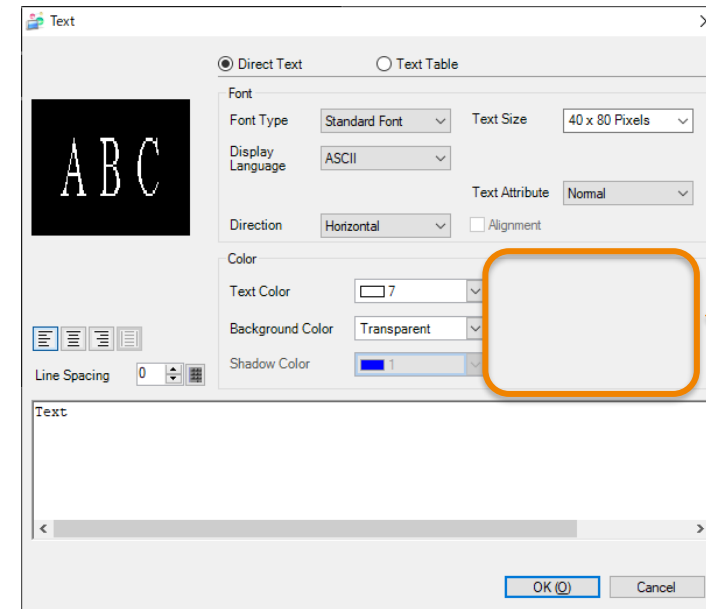 Text
Direct Text Text Table
Font
Font Type Standard Font Text Size 40 x 80 Pixels
Display Language ASCII
Text Attribute Normal
Direction Horizontal Alignment
ABC
Color
Text Color 7
Background Color Transparent
Shadow Color 1
Line Spacing 0
Text
OK (O) Cancel